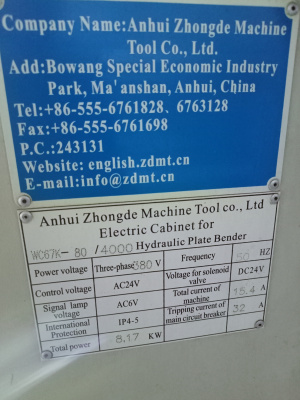 Company Name:Anhui Zhongde Machine
Tool Co., Ltd.
Add:Bowang Special Economic Industry
Park, Ma'anshan, Anhui, China
Tel:+86-555-6761828、6763128
Fax:+86-555-6761698
P.C.:243131
Website: english.zdmt.cn
E-mail:info@zdmt.cn
Anhui Zhongde Machine Tool co., Ltd
Electric Cabinet for
WC67K-80/4000 Hydraulic Plate Bender
Power voltage Three-phase380 V Frequency 50 HZ
Control voltage AC24V Voltage for solenoid valve DC24V
Signal lamp voltage AC6V Total current of machine 15.4 A
International Protection IP4-5 Tripping current of main circuit breaker 32 A
Total power 8.17 KW